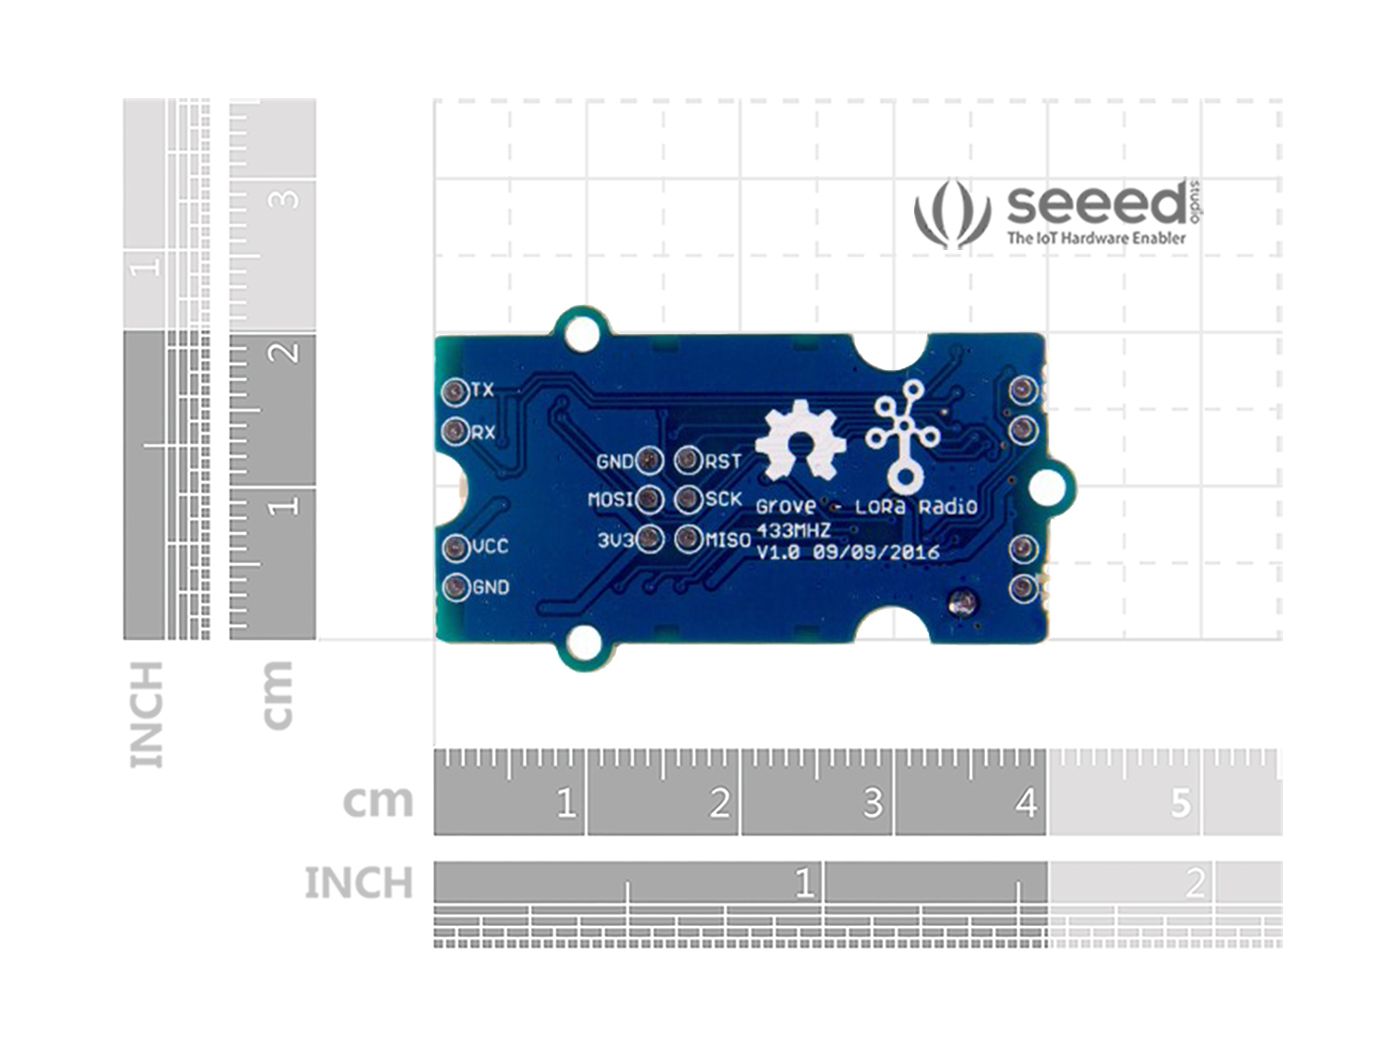 seeed
studio
The IoT Hardware Enabler
3
1
2
1
INCH
cm
TX
RX
VCC
GND
GND RST
MOSI SCK
3V3 MISO
Grove - LoRa Radio
433MHZ
V1.0 09/09/2016
cm 1 2 3 4 5
INCH 1 2